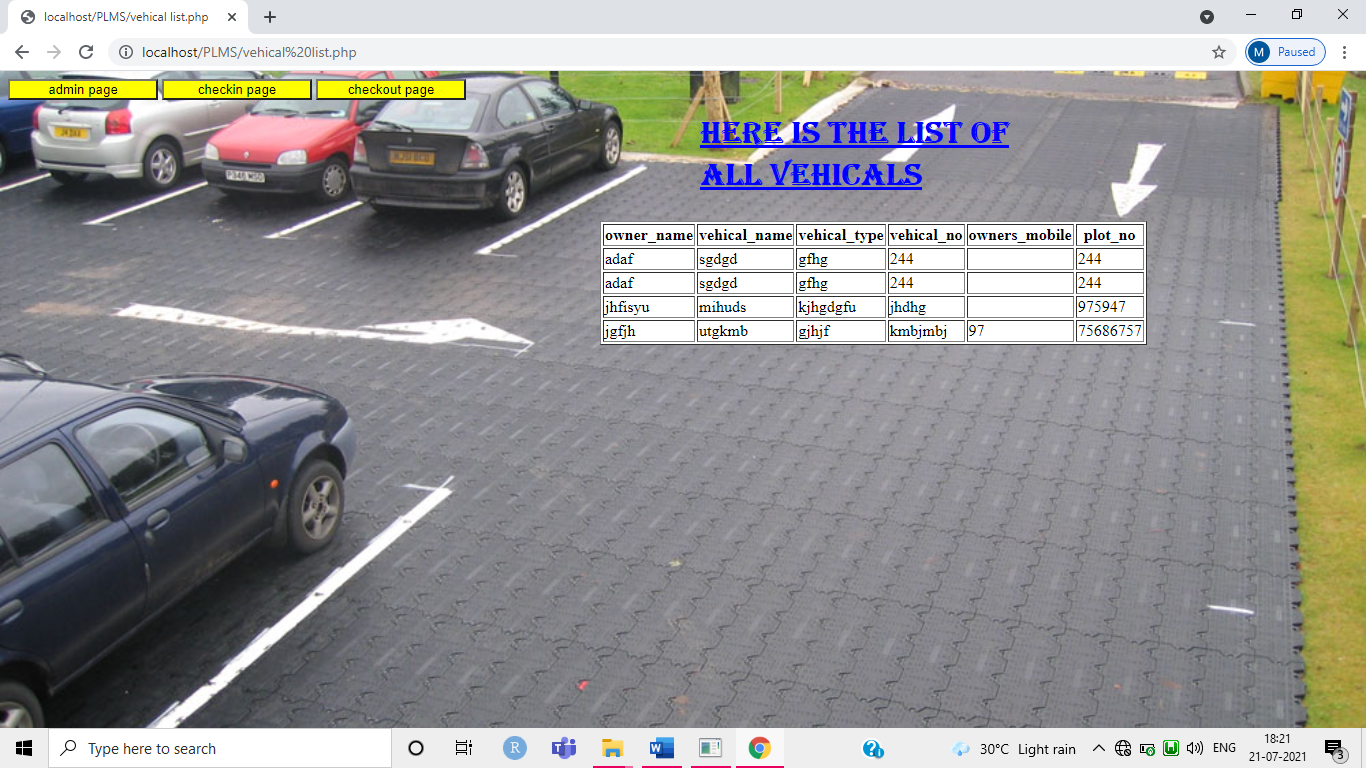 localhost/PLMS/vehical list.php
localhost/PLMS/vehical%20list.php
M Paused
admin page checkin page checkout page
HERE IS THE LIST OF
ALL VEHICALS
owner_name vehical_name vehical_type vehical_no owners_mobile plot_no
adaf sgdgd gfhg 244 244
adaf sgdgd gfhg 244 244
jhfisyu mihuds kjhgdgfu jhdhg 975947
jgfjh utgkmb gjhjf kmbjmbj 97 75686757
Type here to search
R
30°C Light rain
ENG
18:21
21-07-2021
3